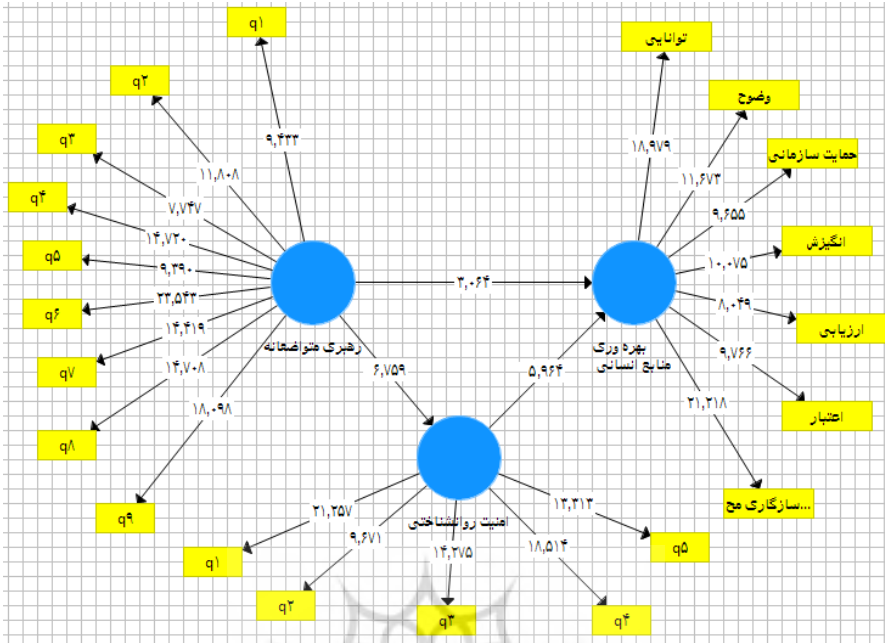 q۱
توانایی
q۲
وضوح
q۳
۹,۴۳۳
۱۸,۹۷۹
حمایت سازمانی
۱۱,۸۰۸
۱۱,۶۷۳
q۴
۷,۷۴۷
۹,۶۵۵
انگیزش
۱۴,۷۲۰
q۵
۹,۳۹۰
۱۰,۰۷۵
۳,۰۶۴
q۶
۲۳,۵۴۳
۸,۰۴۹
ارزیابی
۱۴,۴۱۹
رهبری متواضعانه
بهره وری
منابع انسانی
q۷
۱۴,۷۰۸
۶,۷۵۹
۵,۹۶۴
۹,۷۶۶
۱۸,۰۹۸
۲۱,۲۱۸
اعتبار
q۸
q۹
سازگاری مح...
۲۱,۲۵۷
امنیت روانشناختی
۱۳,۳۱۳
۹,۶۷۱
۱۴,۲۷۵
۱۸,۵۱۴
q۵
q۱
q۲
q۳
q۴